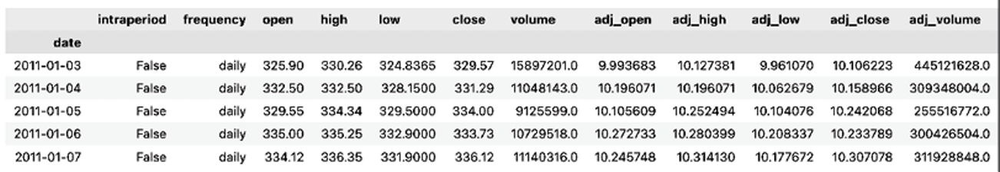 intraperiod frequency open high low close volume adj_open adj_high adj_low adj_close adj_volume
date
2011-01-03 False daily 325.90 330.26 324.8365 329.57 15897201.0 9.993683 10.127381 9.961070 10.106223 445121628.0
2011-01-04 False daily 332.50 332.50 328.1500 331.29 11048143.0 10.196071 10.196071 10.062679 10.158966 309348004.0
2011-01-05 False daily 329.55 334.34 329.5000 334.00 9125599.0 10.105609 10.252494 10.104076 10.242068 255516772.0
2011-01-06 False daily 335.00 335.25 332.9000 333.73 10729518.0 10.272733 10.280399 10.208337 10.233789 300426504.0
2011-01-07 False daily 334.12 336.35 331.9000 336.12 11140316.0 10.245748 10.314130 10.177672 10.307078 311928848.0